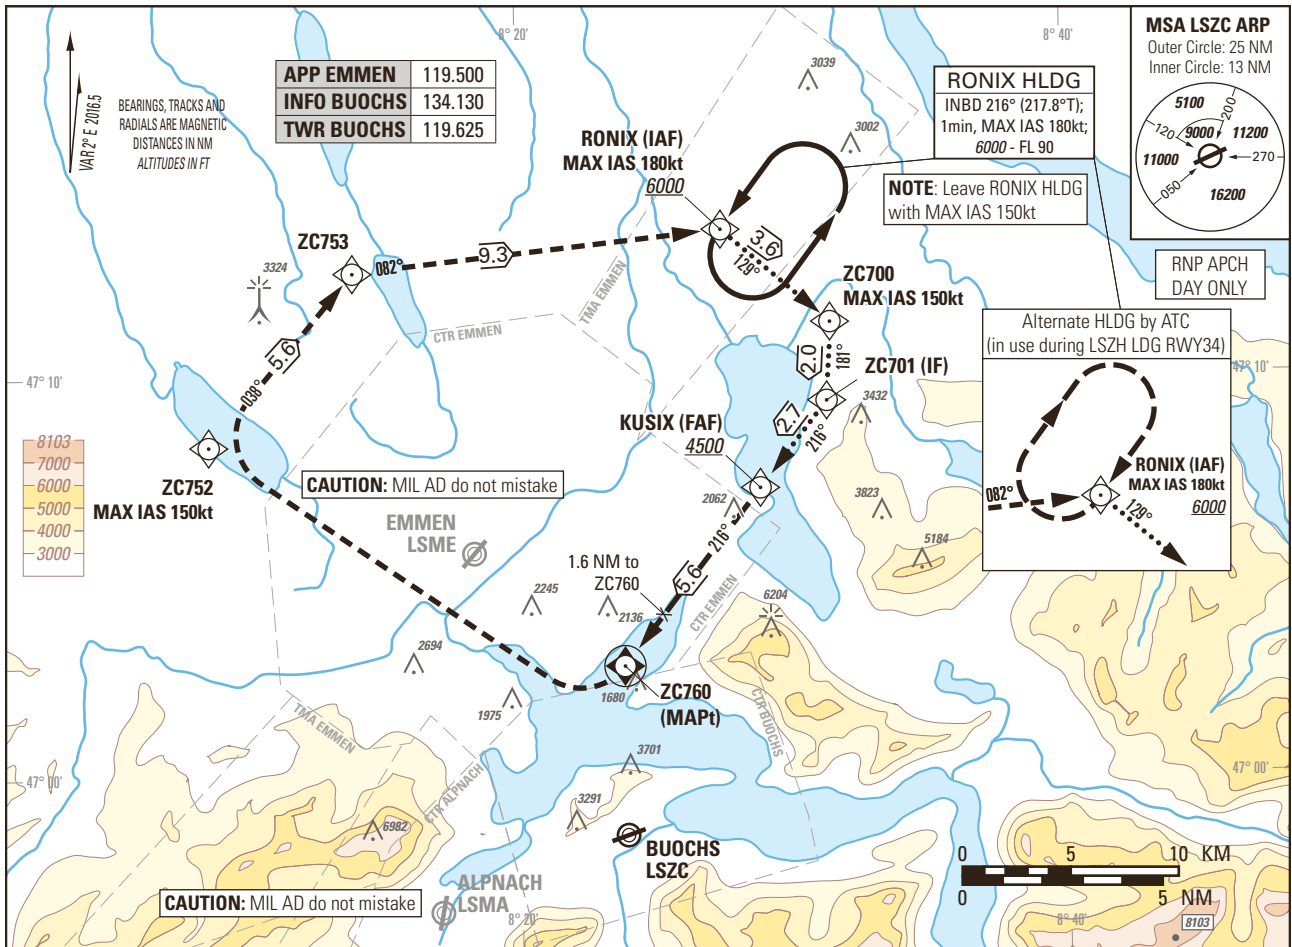 8° 20'
8° 40'
MSA LSZC ARP
Outer Circle: 25 NM
Inner Circle: 13 NM
5100
200
120
9000
11200
11000
270
050
16200
VAR 2° E 2016.5
BEARINGS, TRACKS AND
RADIALS ARE MAGNETIC
DISTANCES IN NM
ALTITUDES IN FT
APP EMMEN 119.500
INFO BUOCHS 134.130
TWR BUOCHS 119.625
3039
3002
RONIX HLDG
INBD 216° (217.8°T);
1min, MAX IAS 180kt;
6000 - FL 90
RONIX (IAF)
MAX IAS 180kt
6000
NOTE: Leave RONIX HLDG
with MAX IAS 150kt
ZC753
082°
9.3
3.6
129°
3324
TMA EMMEN
CTR EMMEN
ZC700
MAX IAS 150kt
RNP APCH
DAY ONLY
5.6
038°
2.0
181°
ZC701 (IF)
Alternate HLDG by ATC
(in use during LSZH LDG RWY34)
47° 10'
47° 10'
3432
2.7
216°
KUSIX (FAF)
4500
8103
7000
6000
5000
4000
3000
ZC752
MAX IAS 150kt
CAUTION: MIL AD do not mistake
RONIX (IAF)
MAX IAS 180kt
6000
082°
129°
2062
3823
EMMEN
LSME
216°
5184
1.6 NM to
ZC760
5.6
CTR EMMEN
2245
2136
6204
2694
1680
ZC760
(MAPt)
1975
TMA EMMEN
CTR BUOCHS
3701
47° 00'
47° 00'
CTR ALPNACH
3291
6982
BUOCHS
LSZC
0 5 10 KM
0 5 NM
ALPNACH
LSMA
CAUTION: MIL AD do not mistake
8° 20'
8° 40'
8103